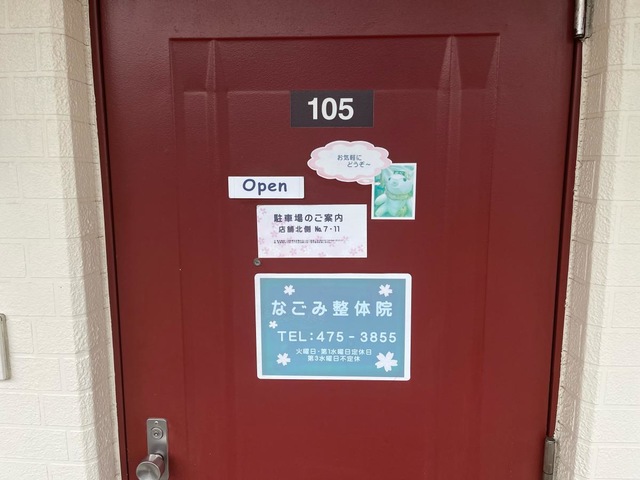 105
お気軽に
どうぞ～
Open
駐車場のご案内
店舗北側 №7・11
なごみ整体院
TEL:475-3855
火曜日・第1水曜日定休日
第3水曜日不定休